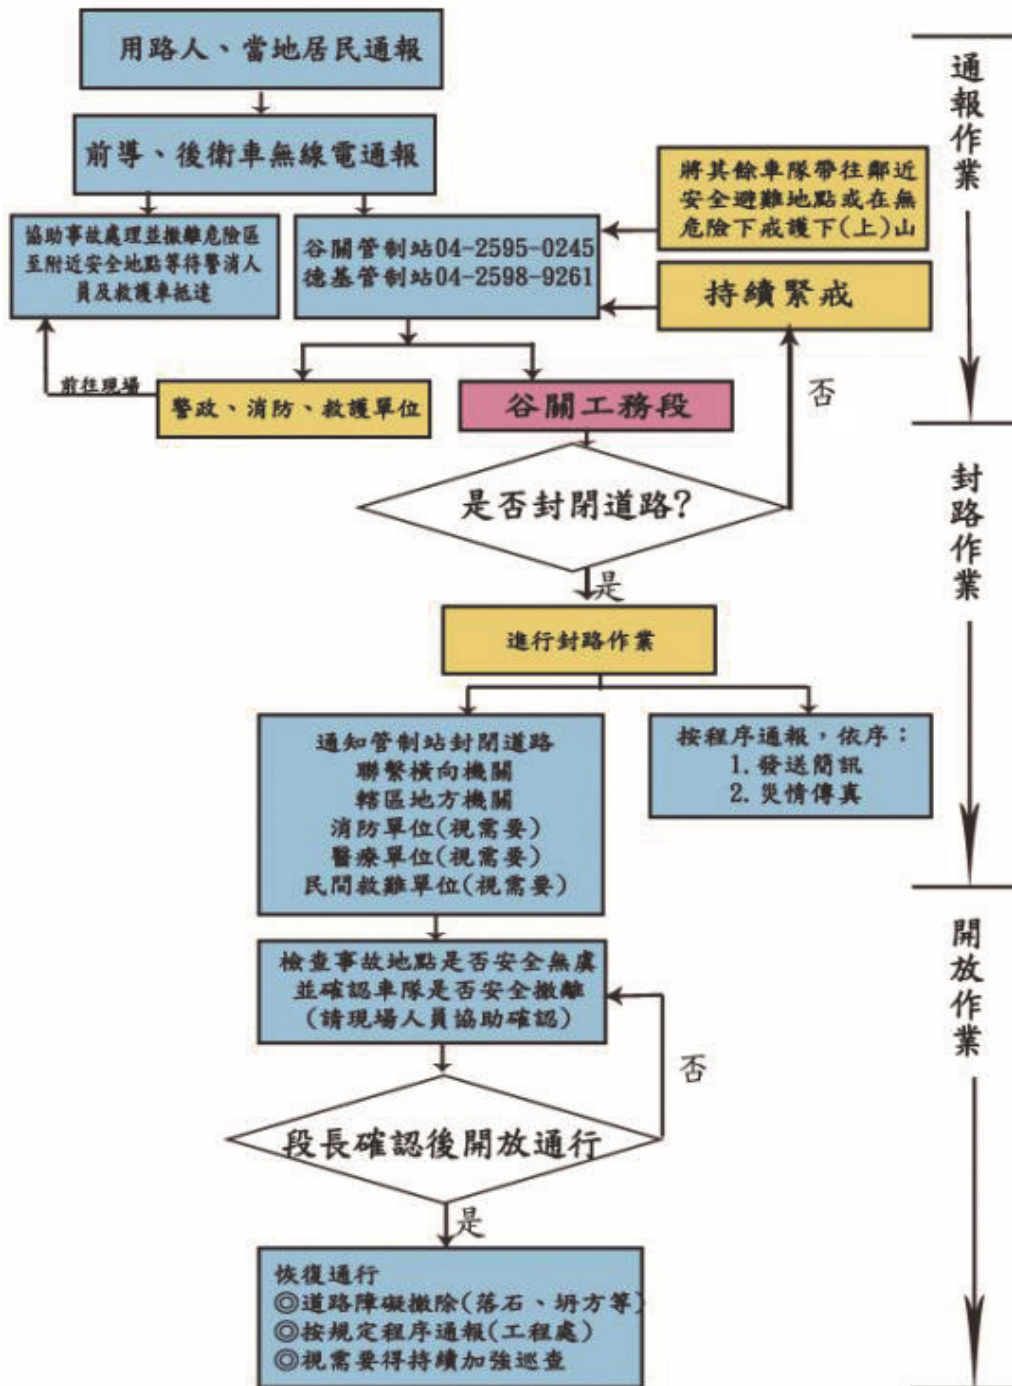 用路人、當地居民通報
前導、後衛車無線電通報
協助事故處理並撤離危險區
至附近安全地點等待警消人
員及救護車抵達
谷關管制站04-2595-0245
德基管制站04-2598-9261
將其餘車隊帶往鄰近
安全避難地點或在無
危險下戒護下(上)山
持續緊戒
前往現場
警政、消防、救護單位
谷關工務段
否
是否封閉道路?
是
進行封路作業
通知管制站封閉道路
聯繫橫向機關
轄區地方機關
消防單位(視需要)
醫療單位(視需要)
民間救難單位(視需要)
按程序通報，依序：
1.發送簡訊
2.災情傳真
檢查事故地點是否安全無虞
並確認車隊是否安全撤離
(請現場人員協助確認)
否
段長確認後開放通行
是
恢復通行
◎道路障礙撤除(落石、坍方等)
◎按規定程序通報(工程處)
◎視需要得持續加強巡查
通報作業
封路作業
開放作業